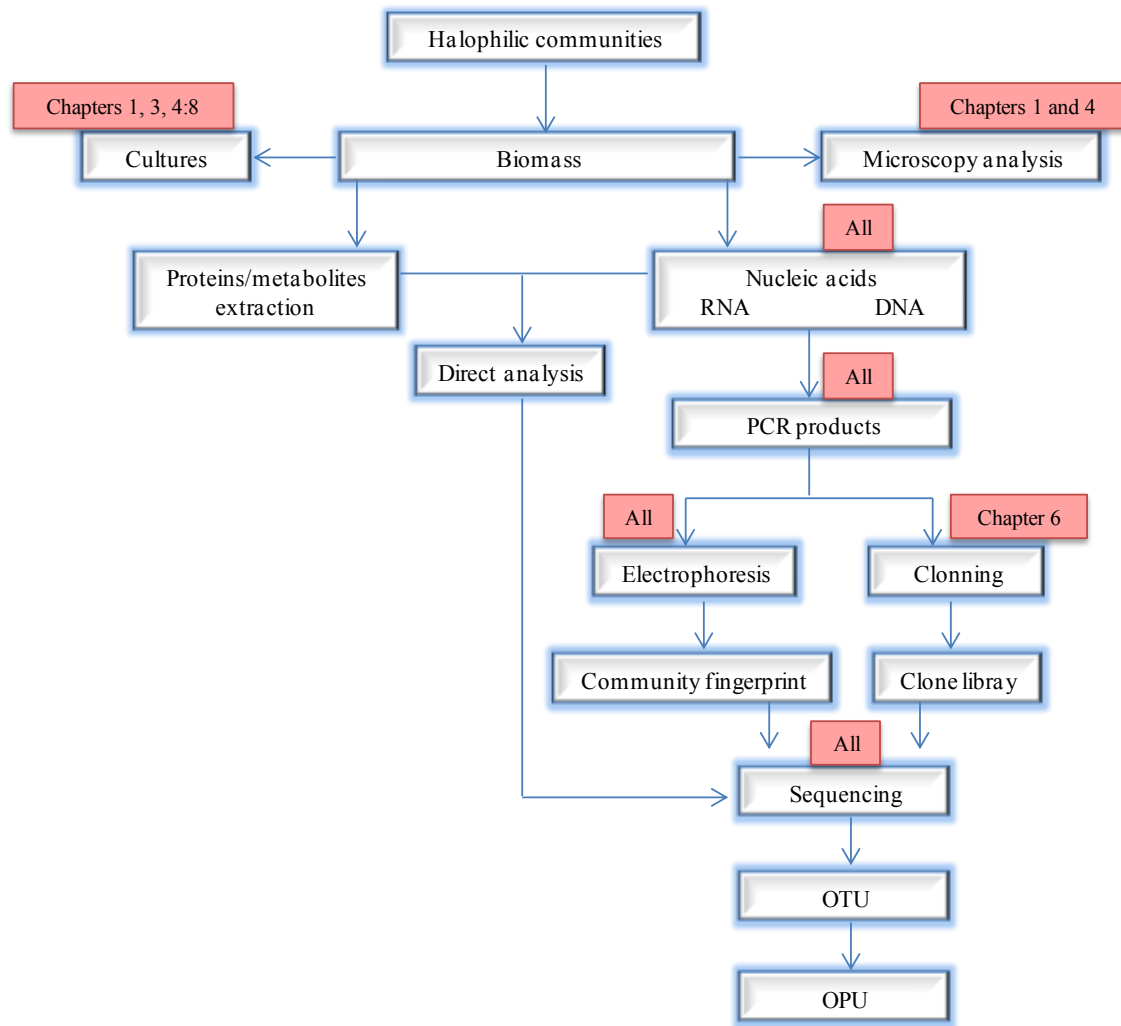 Halophilic communities
Chapters 1, 3, 4:8
Chapters 1 and 4
Cultures
Biomass
Microscopy analysis
All
Proteins/metabolites
extraction
Nucleic acids
RNA DNA
Direct analysis
All
PCR products
All
Chapter 6
Electrophoresis
Clonning
Community fingerprint
Clone libray
All
Sequencing
OTU
OPU